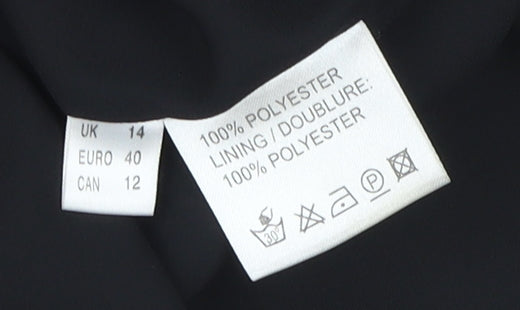 UK 14
EURO 40
CAN 12
100% POLYESTER
LINING / DOUBLURE:
100% POLYESTER
30°
P